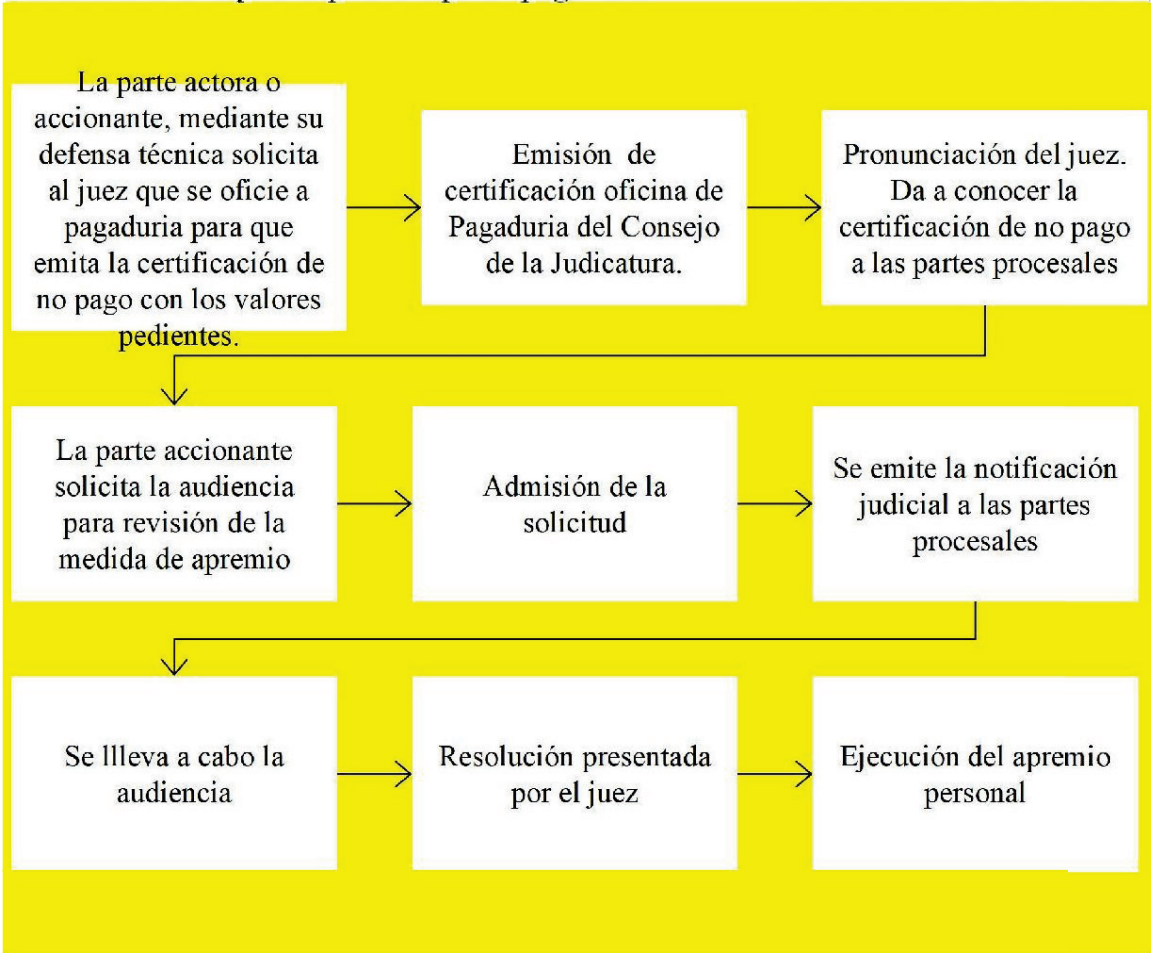 La parte actora o
accionante, mediante su
defensa técnica solicita
al juez que se oficie a
pagaduria para que
emita la certificación de
no pago con los valores
pedientes.
Emisión de
certificación oficina de
Pagaduria del Consejo
de la Judicatura.
Pronunciación del juez.
Da a conocer la
certificación de no pago
a las partes procesales
La parte accionante
solicita la audiencia
para revisión de la
medida de apremio
Admisión de la
solicitud
Se emite la notificación
judicial a las partes
procesales
Se llleva a cabo la
audiencia
Resolución presentada
por el juez
Ejecución del apremio
personal